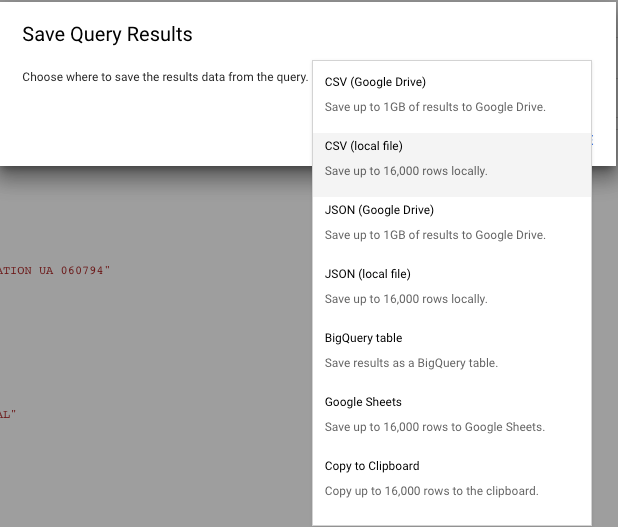 Save Query Results
Choose where to save the results data from the query.
CSV (Google Drive)
Save up to 1GB of results to Google Drive.
CSV (local file)
Save up to 16,000 rows locally.
JSON (Google Drive)
Save up to 1GB of results to Google Drive.
JSON (local file)
Save up to 16,000 rows locally.
BigQuery table
Save results as a BigQuery table.
Google Sheets
Save up to 16,000 rows to Google Sheets.
Copy to Clipboard
Copy up to 16,000 rows to the clipboard.
ATION UA 060794"
AL"